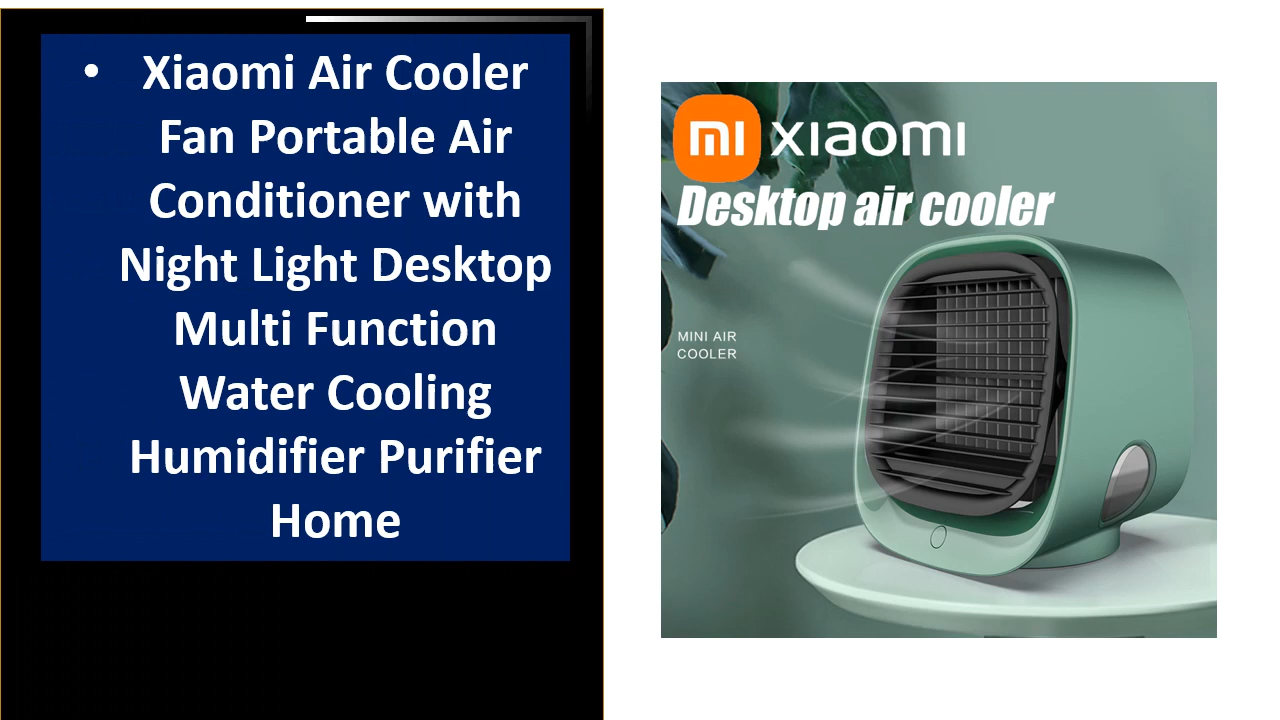 • Xiaomi Air Cooler
Fan Portable Air
Conditioner with
Night Light Desktop
Multi Function
Water Cooling
Humidifier Purifier
Home
mi xiaomi
Desktop air cooler
MINI AIR
COOLER